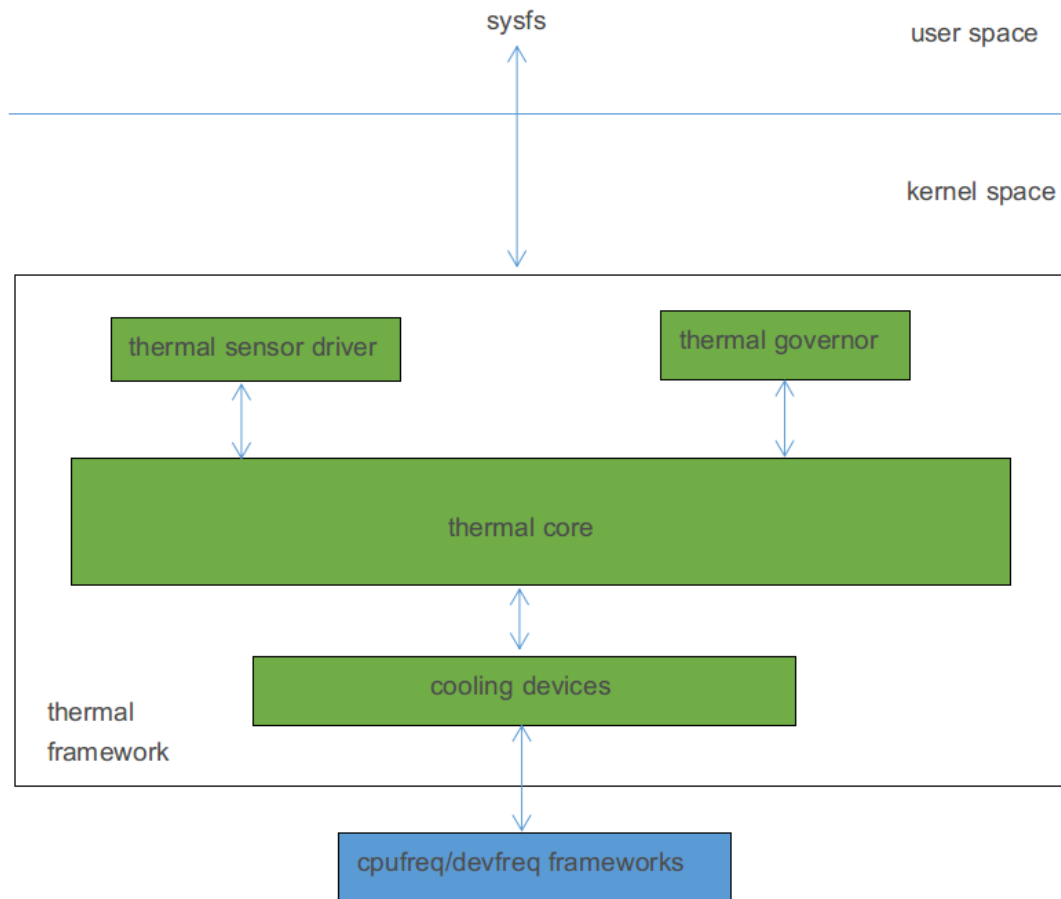 sysfs
user space
kernel space
thermal sensor driver
thermal governor
thermal core
cooling devices
thermal
framework
cpufreq/devfreq frameworks